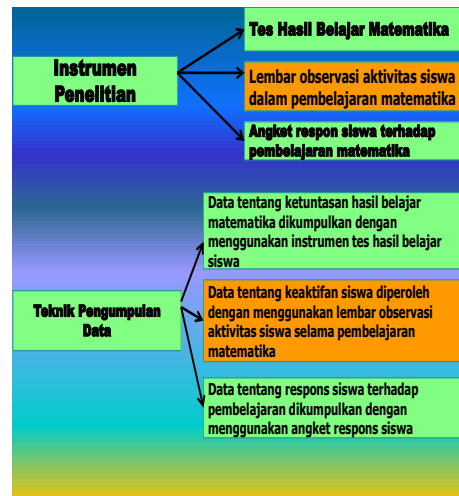 Instrumen
Penelitian
Tes Hasil Belajar Matematika
Lembar observasi aktivitas siswa
dalam pembelajaran matematika
Angket respon siswa terhadap
pembelajaran matematika
Teknik Pengumpulan
Data
Data tentang ketuntasan hasil belajar
matematika dikumpulkan dengan
menggunakan instrumen tes hasil belajar
siswa
Data tentang keaktifan siswa diperoleh
dengan menggunakan lembar observasi
aktivitas siswa selama pembelajaran
matematika
Data tentang respons siswa terhadap
pembelajaran dikumpulkan dengan
menggunakan angket respons siswa